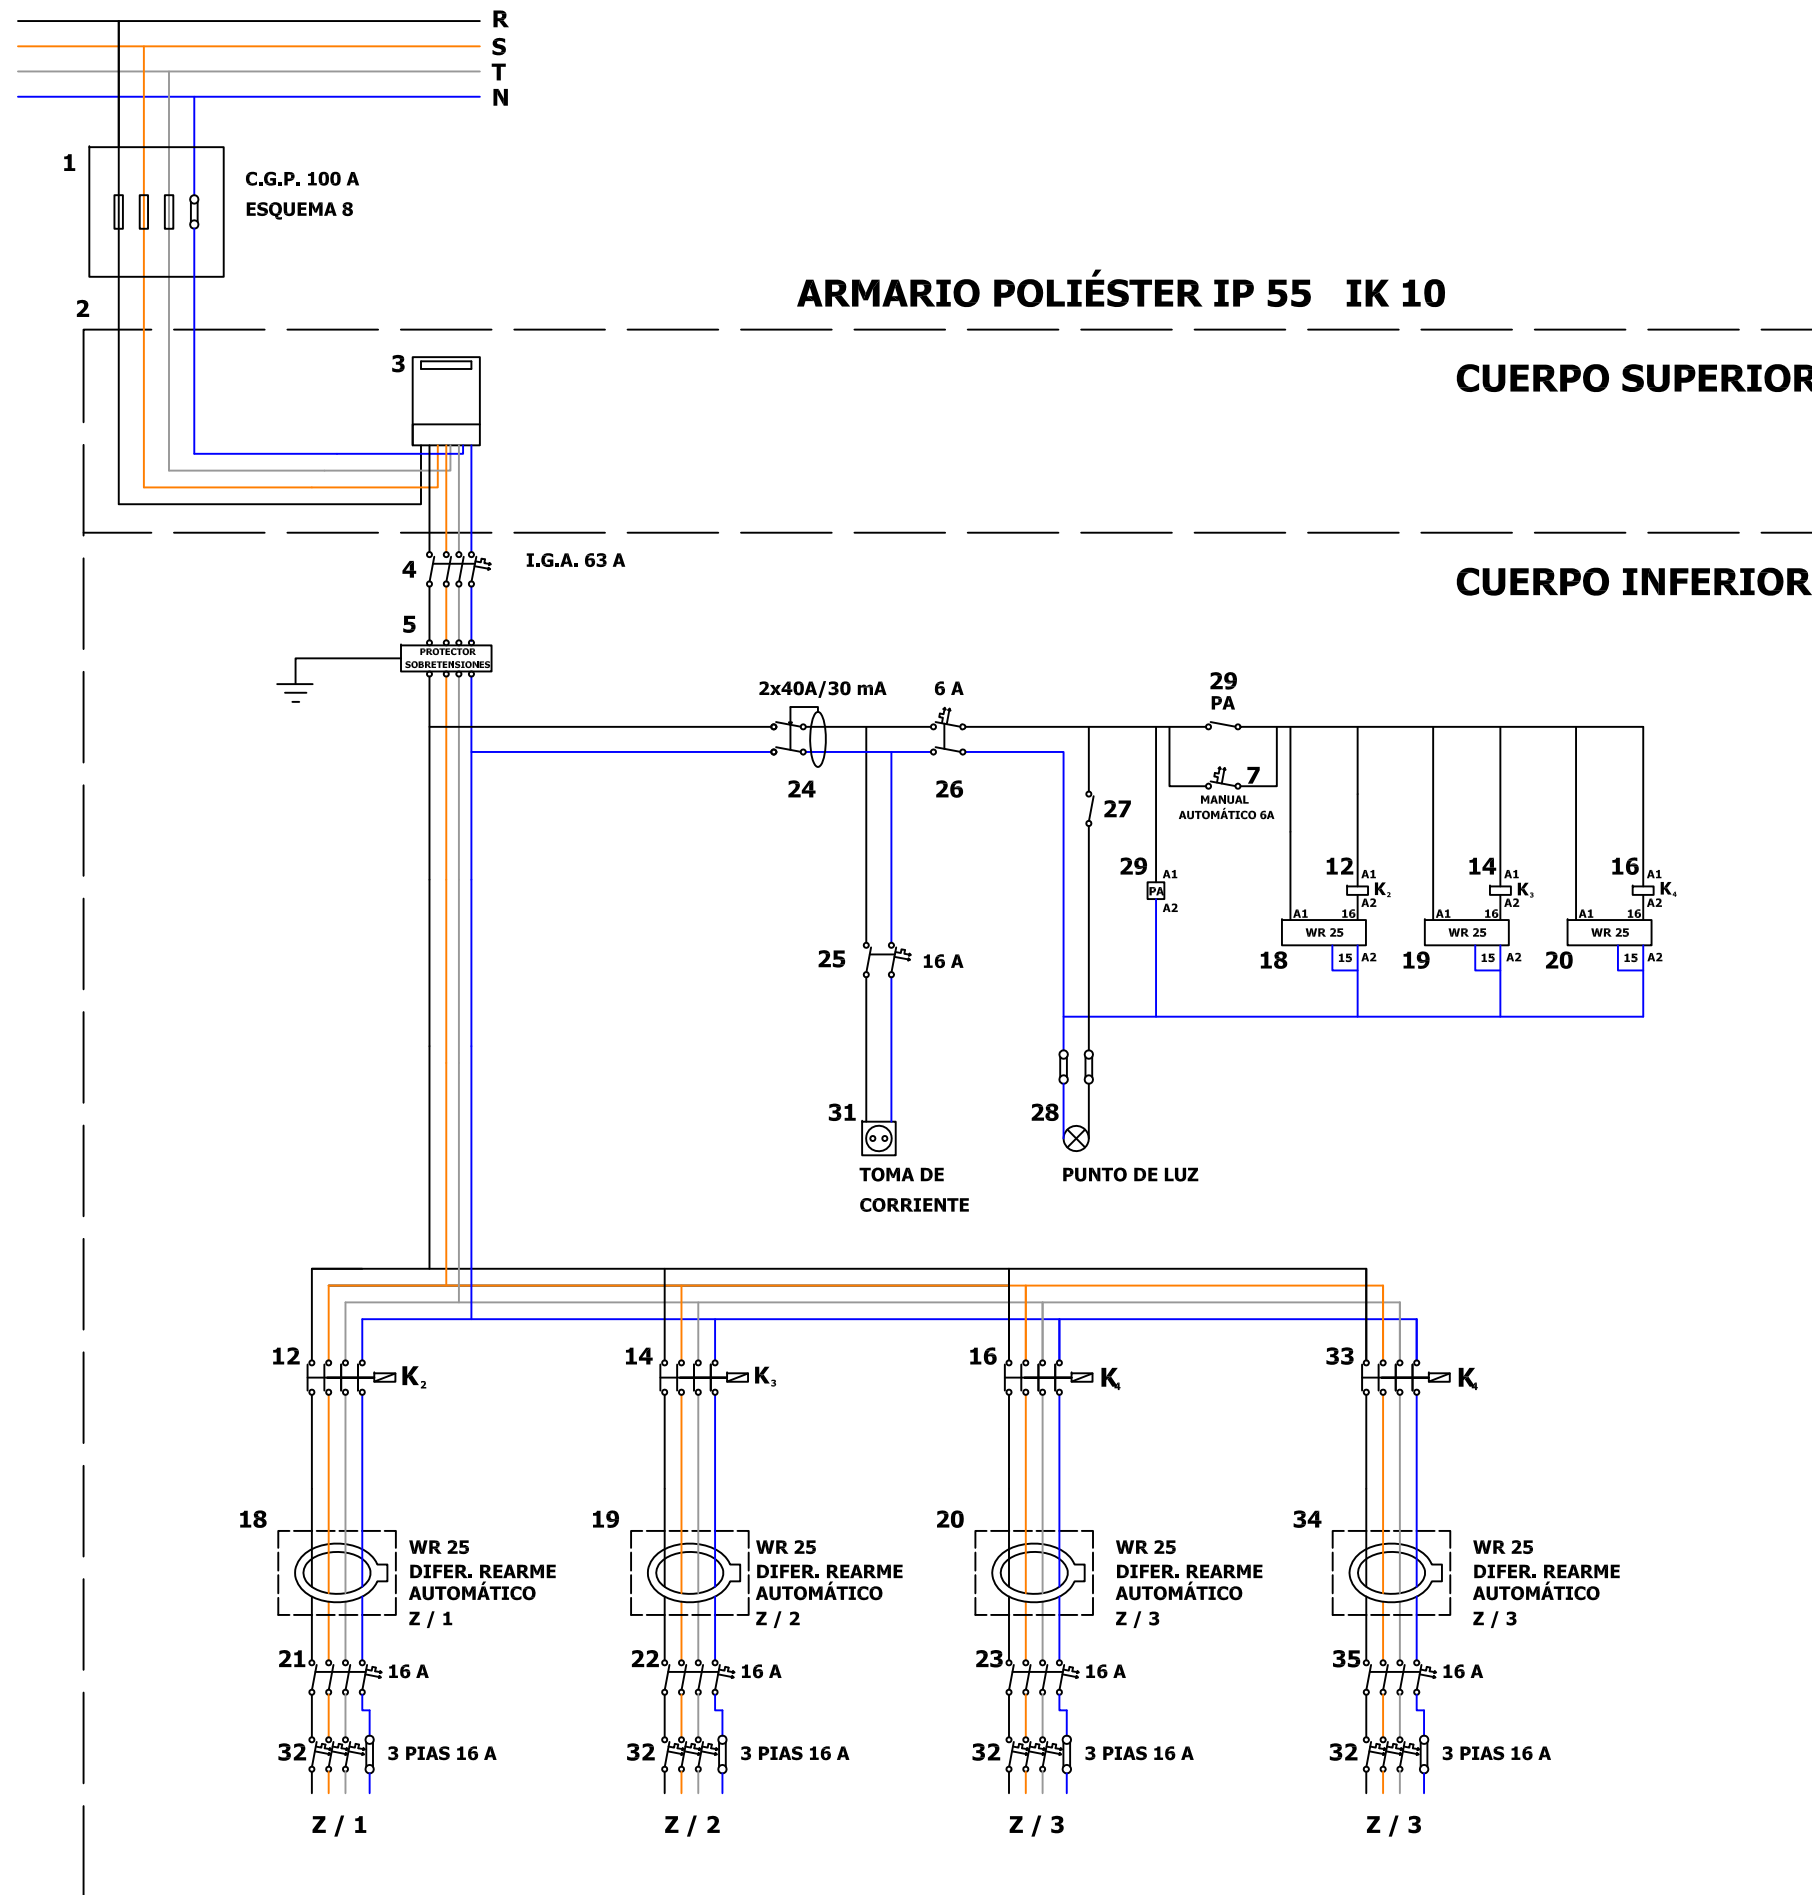 R
S
T
N
1
C.G.P. 100 A
ESQUEMA 8
2
ARMARIO POLIÉSTER IP 55 IK 10
3
CUERPO SUPERIOR
4
I.G.A. 63 A
CUERPO INFERIOR
5
PROTECTOR
SOBRETENSIONES
2x40A/30 mA
6 A
29
PA
24
26
7
MANUAL
AUTOMÁTICO 6A
27
29
A1
PA
A2
12
A1
K2
A2
A1
16
WR 25
18
15
A2
14
A1
K3
A2
A1
16
WR 25
19
15
A2
16
A1
K4
A2
A1
16
WR 25
20
15
A2
25
16 A
31
TOMA DE
CORRIENTE
28
PUNTO DE LUZ
12
K2
14
K3
16
K4
33
K4
18
WR 25
DIFER. REARME
AUTOMÁTICO
Z / 1
19
WR 25
DIFER. REARME
AUTOMÁTICO
Z / 2
20
WR 25
DIFER. REARME
AUTOMÁTICO
Z / 3
34
WR 25
DIFER. REARME
AUTOMÁTICO
Z / 3
21
16 A
22
16 A
23
16 A
35
16 A
32
3 PIAS 16 A
32
3 PIAS 16 A
32
3 PIAS 16 A
32
3 PIAS 16 A
Z / 1
Z / 2
Z / 3
Z / 3